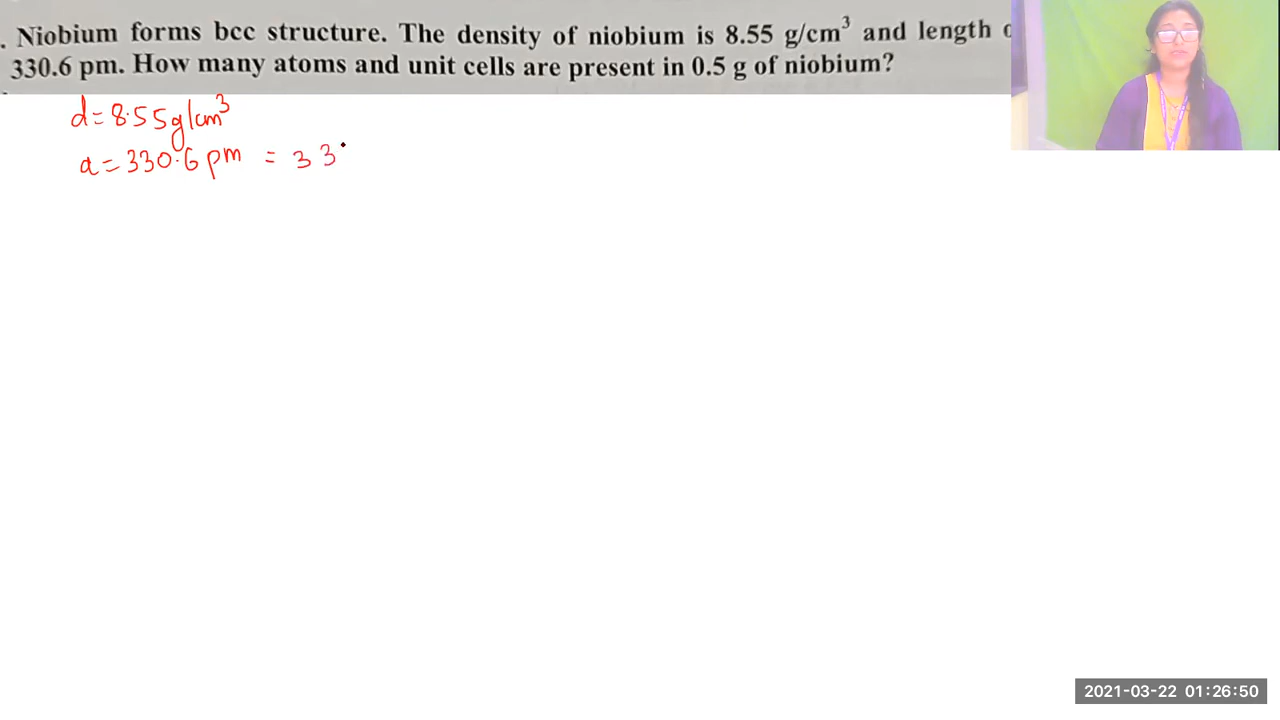 . Niobium forms bcc structure. The density of niobium is 8.55 g/cm³ and length
330.6 pm. How many atoms and unit cells are present in 0.5 g of niobium?
d = 8.55 g/cm³
a = 330.6 pm = 33
2021-03-22 01:26:50